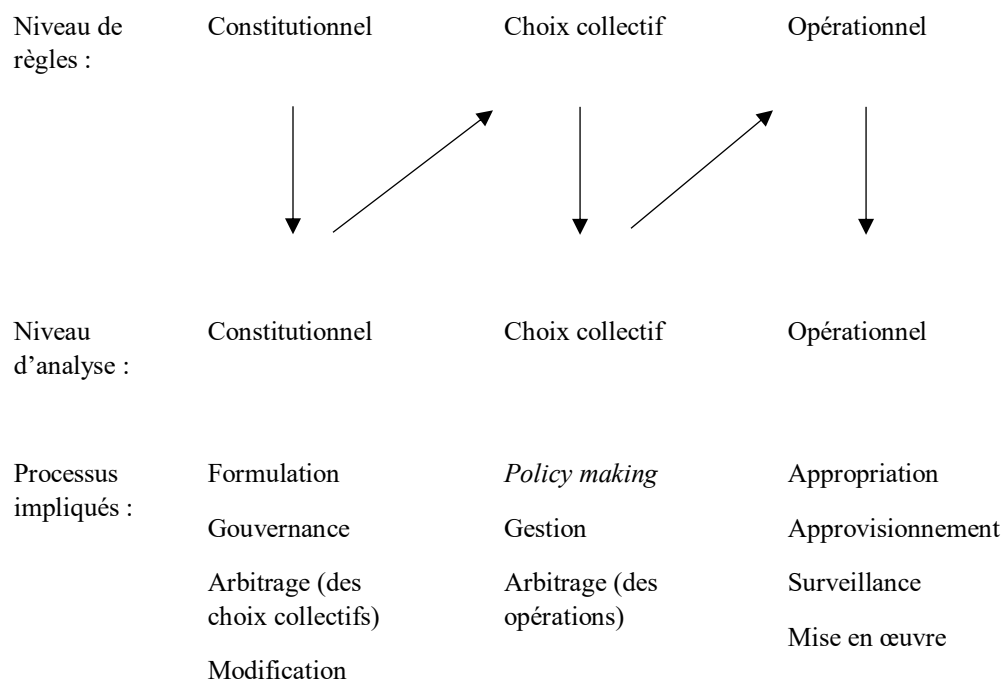 Niveau de règles :
Constitutionnel
Choix collectif
Opérationnel
Niveau d’analyse :
Constitutionnel
Choix collectif
Opérationnel
Processus impliqués :
Formulation
Policy making
Appropriation
Gouvernance
Gestion
Approvisionnement
Arbitrage (des choix collectifs)
Arbitrage (des opérations)
Surveillance
Mise en œuvre
Modification